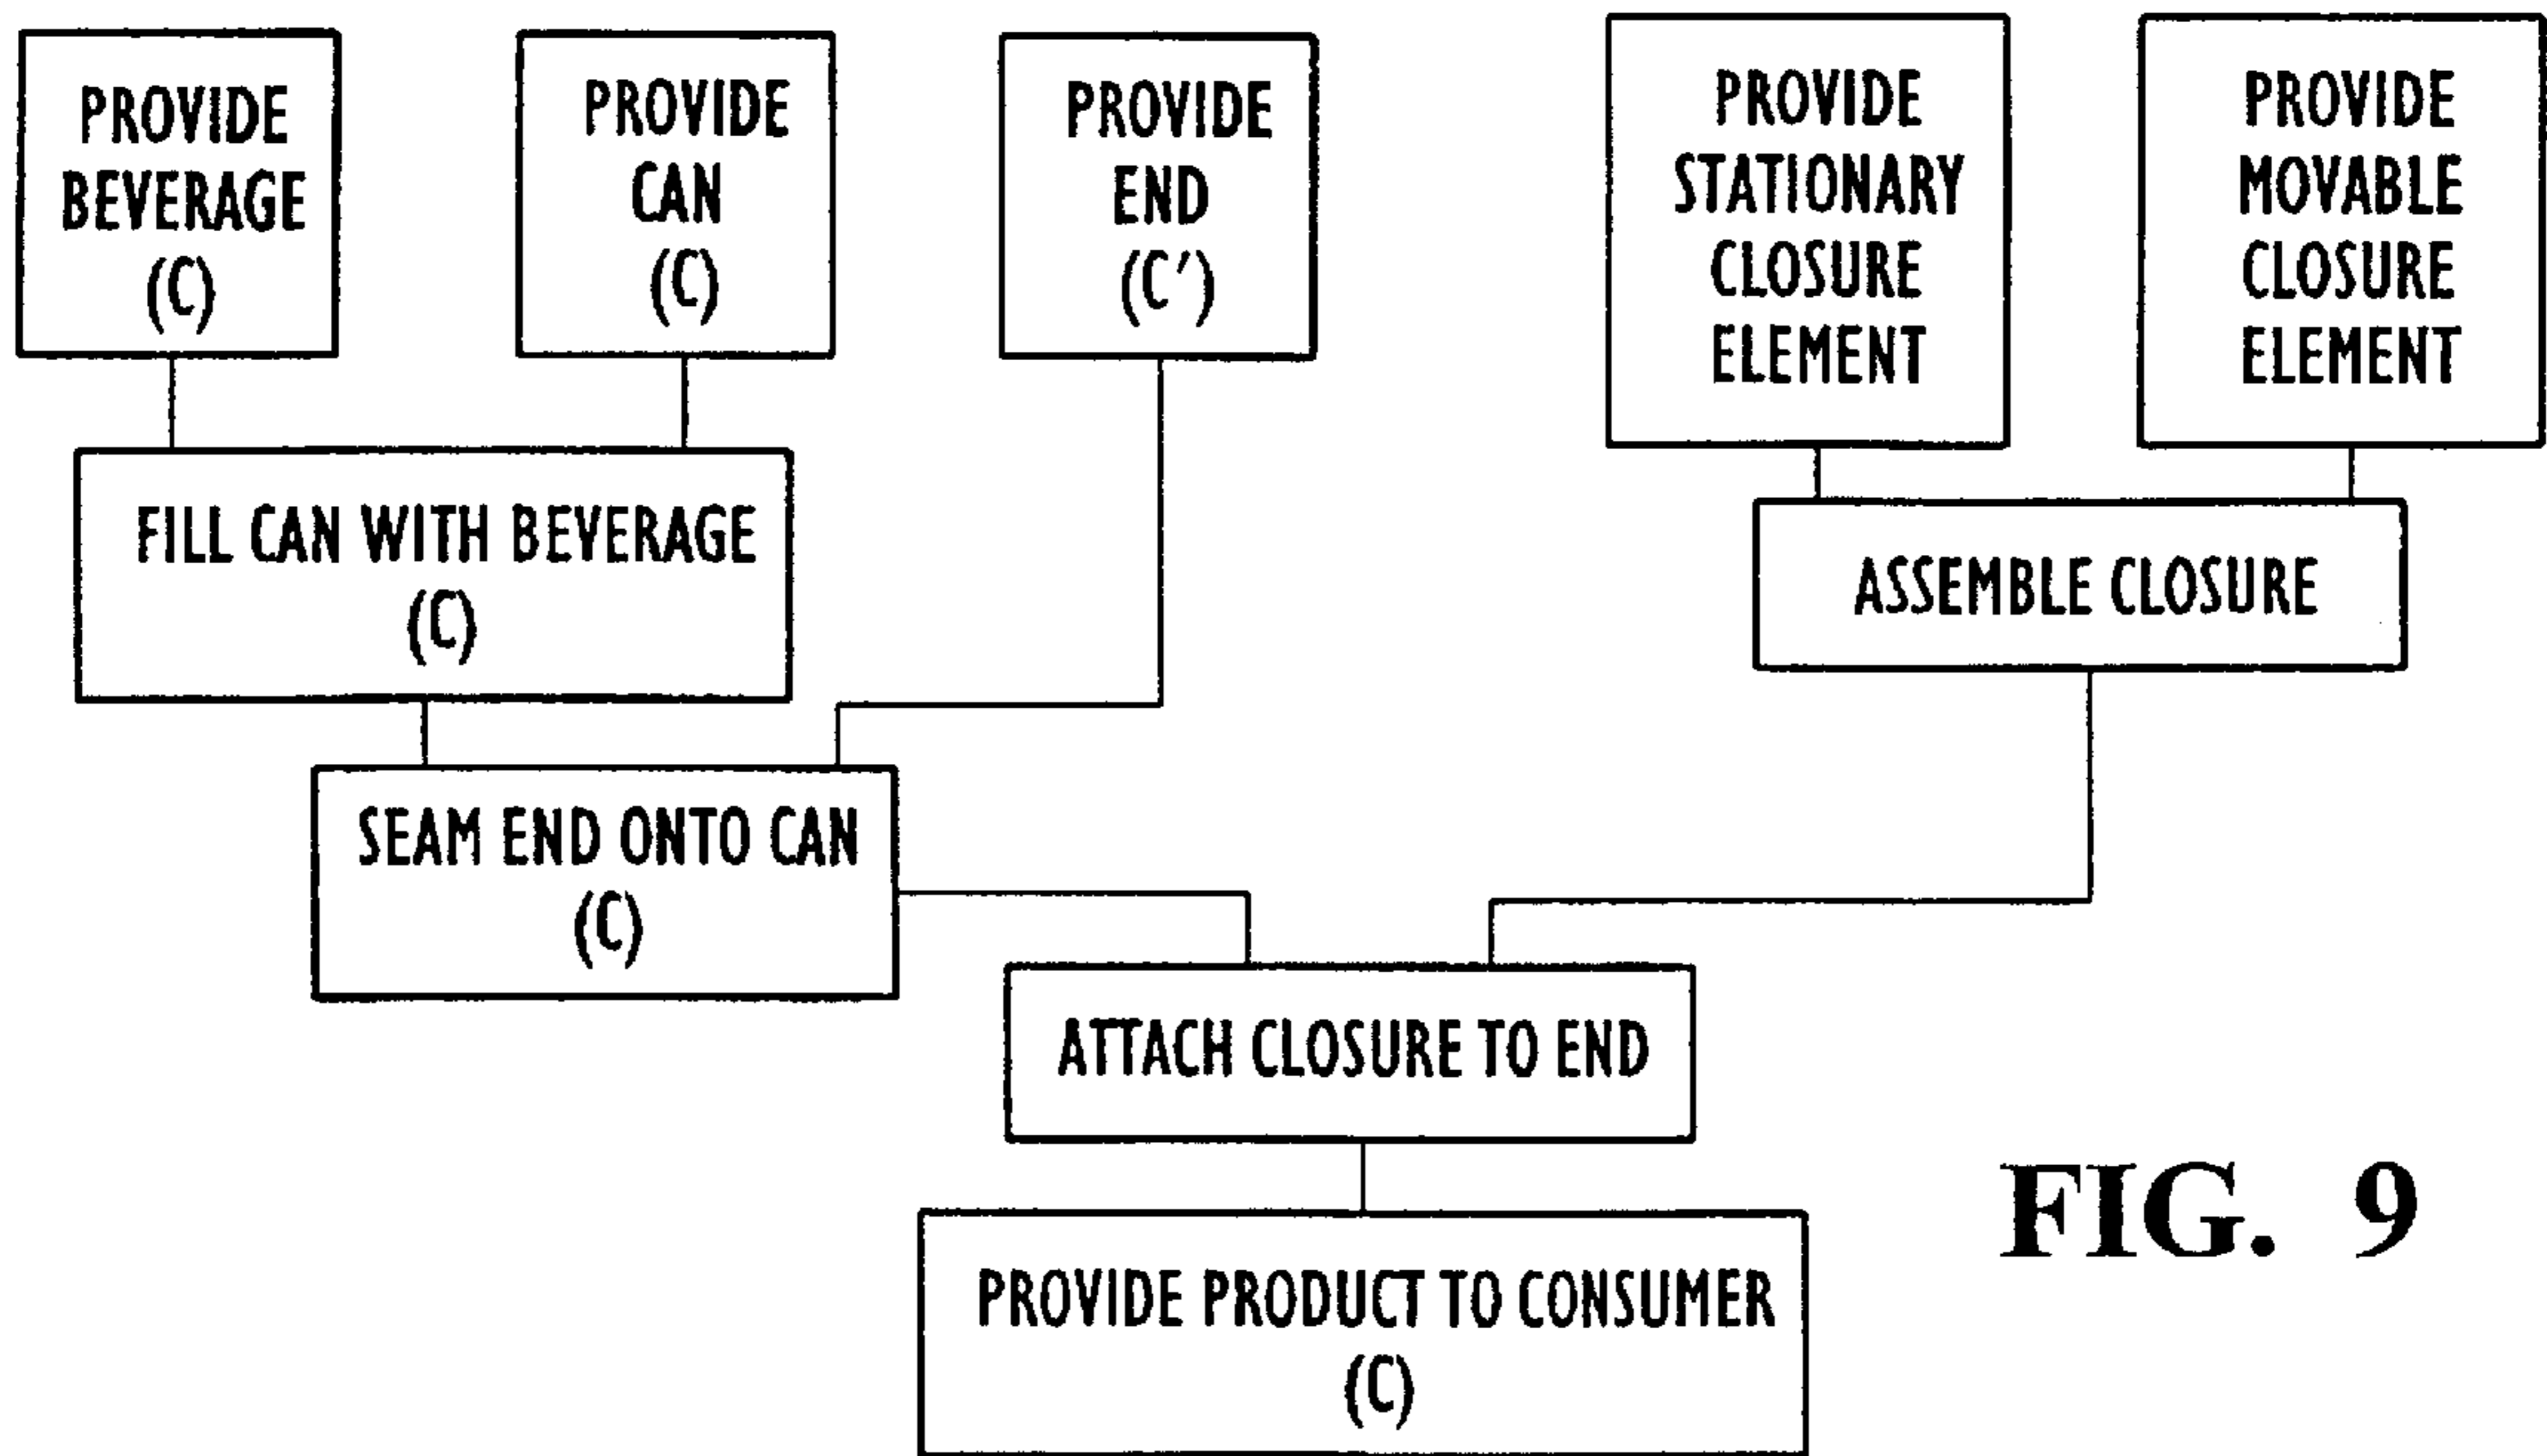 PROVIDE
BEVERAGE
(C)
PROVIDE
CAN
(C)
PROVIDE
END
(C′)
PROVIDE
STATIONARY
CLOSURE
ELEMENT
PROVIDE
MOVABLE
CLOSURE
ELEMENT
FILL CAN WITH BEVERAGE
(C)
ASSEMBLE CLOSURE
SEAM END ONTO CAN
(C)
ATTACH CLOSURE TO END
PROVIDE PRODUCT TO CONSUMER
(C)
FIG. 9